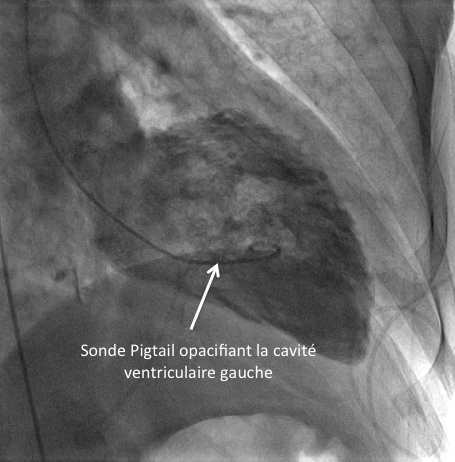 Sonde Pigtail opacifiant la cavité
ventriculaire gauche